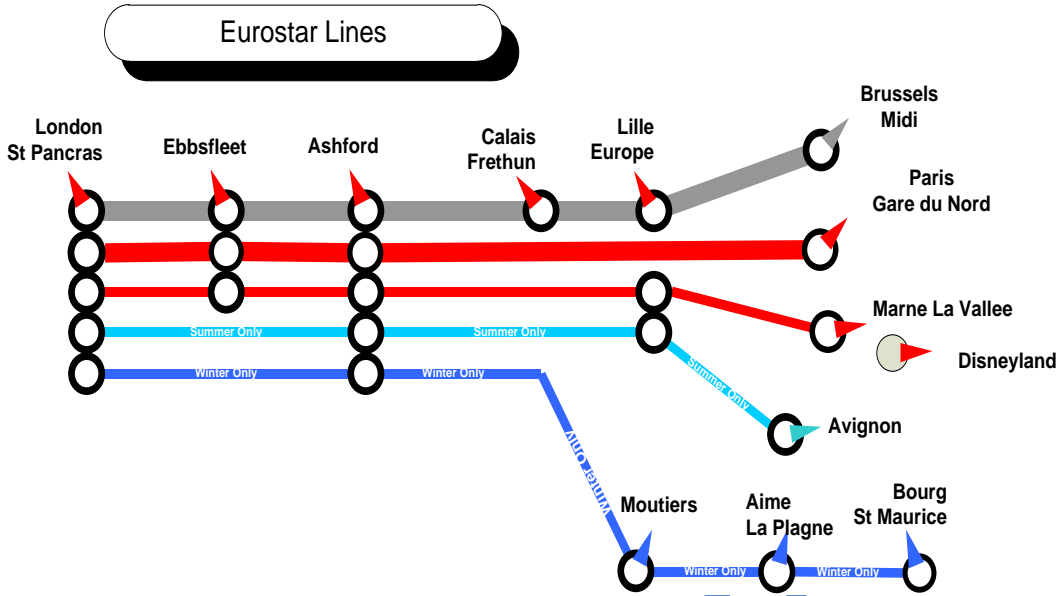 Eurostar Lines
London
St Pancras
Ebbsfleet
Ashford
Calais
Frethun
Lille
Europe
Brussels
Midi
Paris
Gare du Nord
Marne La Vallee
Disneyland
Summer Only
Summer Only
Summer Only
Avignon
Winter Only
Winter Only
Winter Only
Moutiers
Aime
La Plagne
Bourg
St Maurice
Winter Only
Winter Only